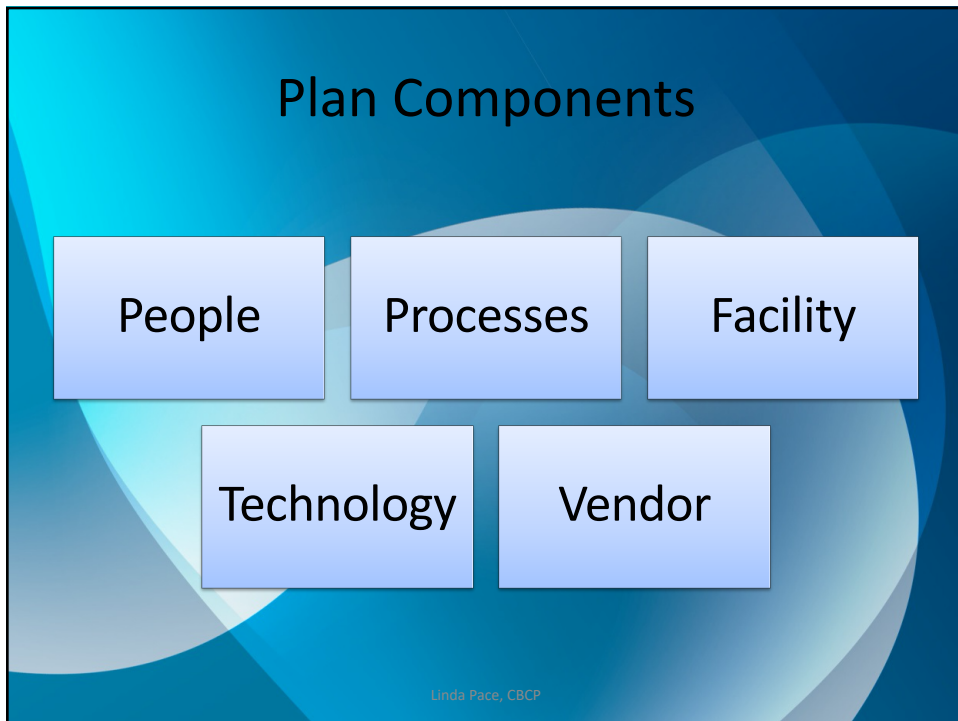 Plan Components
People
Processes
Facility
Technology
Vendor
Linda Pace, CBCP